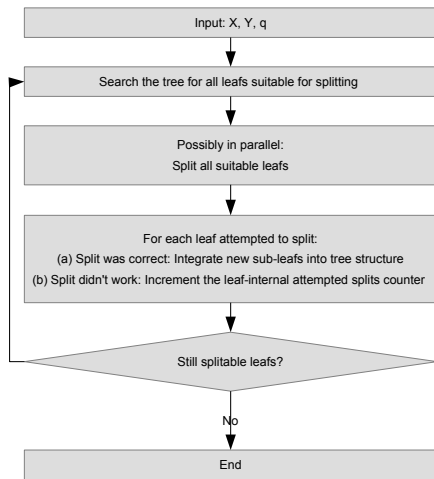 Input: X, Y, q
Search the tree for all leafs suitable for splitting
Possibly in parallel:
Split all suitable leafs
For each leaf attempted to split:
(a) Split was correct: Integrate new sub-leafs into tree structure
(b) Split didn't work: Increment the leaf-internal attempted splits counter
Still splitable leafs?
No
End